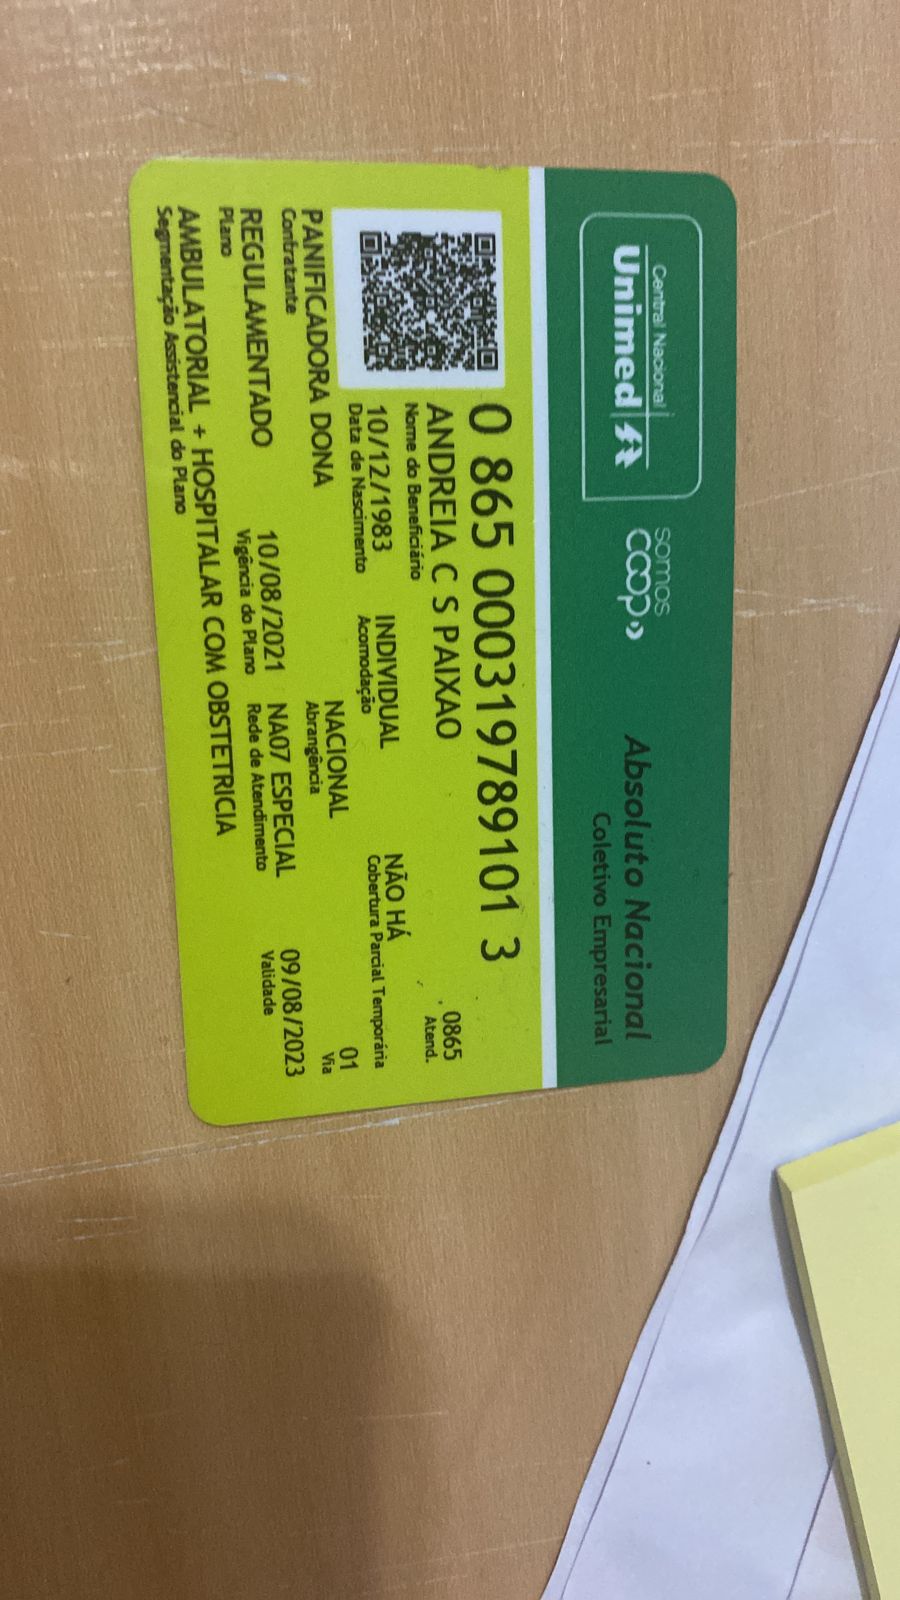 Central Nacional
Unimed
somos
coop
Absoluto Nacional
Coletivo Empresarial
0 865 000319789101 3
ANDREIA C S PAIXAO
Nome do Beneficiário
0865
Atend.
10/12/1983
Data de Nascimento
INDIVIDUAL
Acomodação
NÃO HÁ
Cobertura Parcial Temporária
PANIFICADORA DONA
Contratante
NACIONAL
Abrangência
01
Via
REGULAMENTADO
Plano
10/08/2021
Vigência do Plano
NA07 ESPECIAL
Rede de Atendimento
09/08/2023
Validade
AMBULATORIAL + HOSPITALAR COM OBSTETRICIA
Segmentação Assistencial do Plano